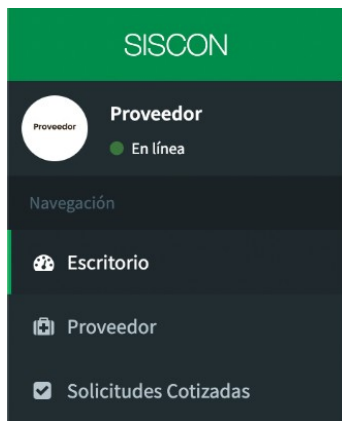 SISCON
Proveedor
Proveedor
En línea
Navegación
Escritorio
Proveedor
Solicitudes Cotizadas